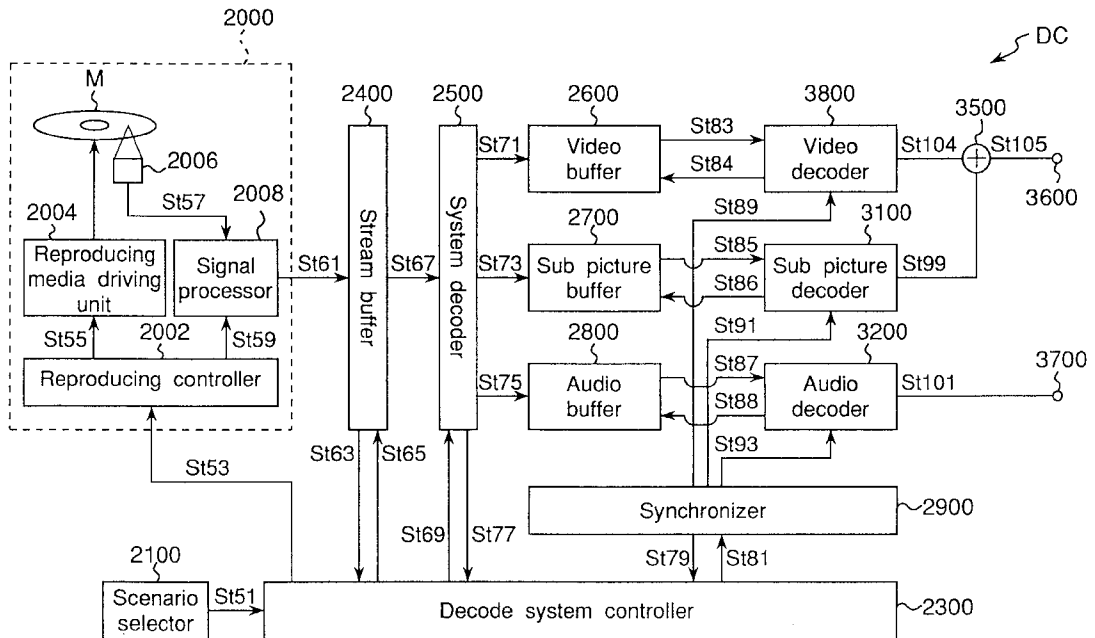 2000
DC
M
2006
St57
2004
2008
Reproducing
media driving
unit
Signal
processor
St55
2002
St59
Reproducing controller
St61
2400
Stream buffer
St67
2500
System decoder
St71
2600
Video
buffer
St83
St84
3800
Video
decoder
St104
3500
St105
3600
St89
St73
2700
Sub picture
buffer
St85
St86
3100
Sub picture
decoder
St99
St91
St75
2800
Audio
buffer
St87
St88
3200
Audio
decoder
St101
3700
St93
St53
St63
St65
St69
St77
Synchronizer
2900
St79
St81
2100
Scenario
selector
St51
Decode system controller
2300